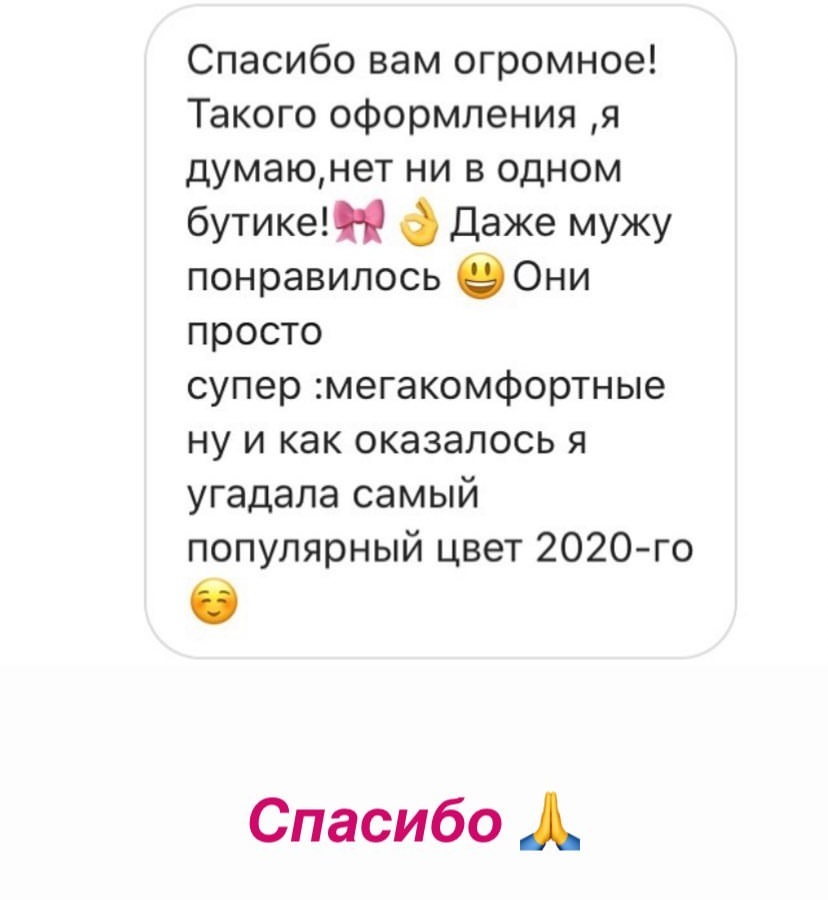 Спасибо вам огромное!
Такого оформления ,я
думаю,нет ни в одном
бутике!🎀👌Даже мужу
понравилось 😃Они
просто
супер :мегакомфортные
ну и как оказалось я
угадала самый
популярный цвет 2020-го
☺️
Спасибо 🙏